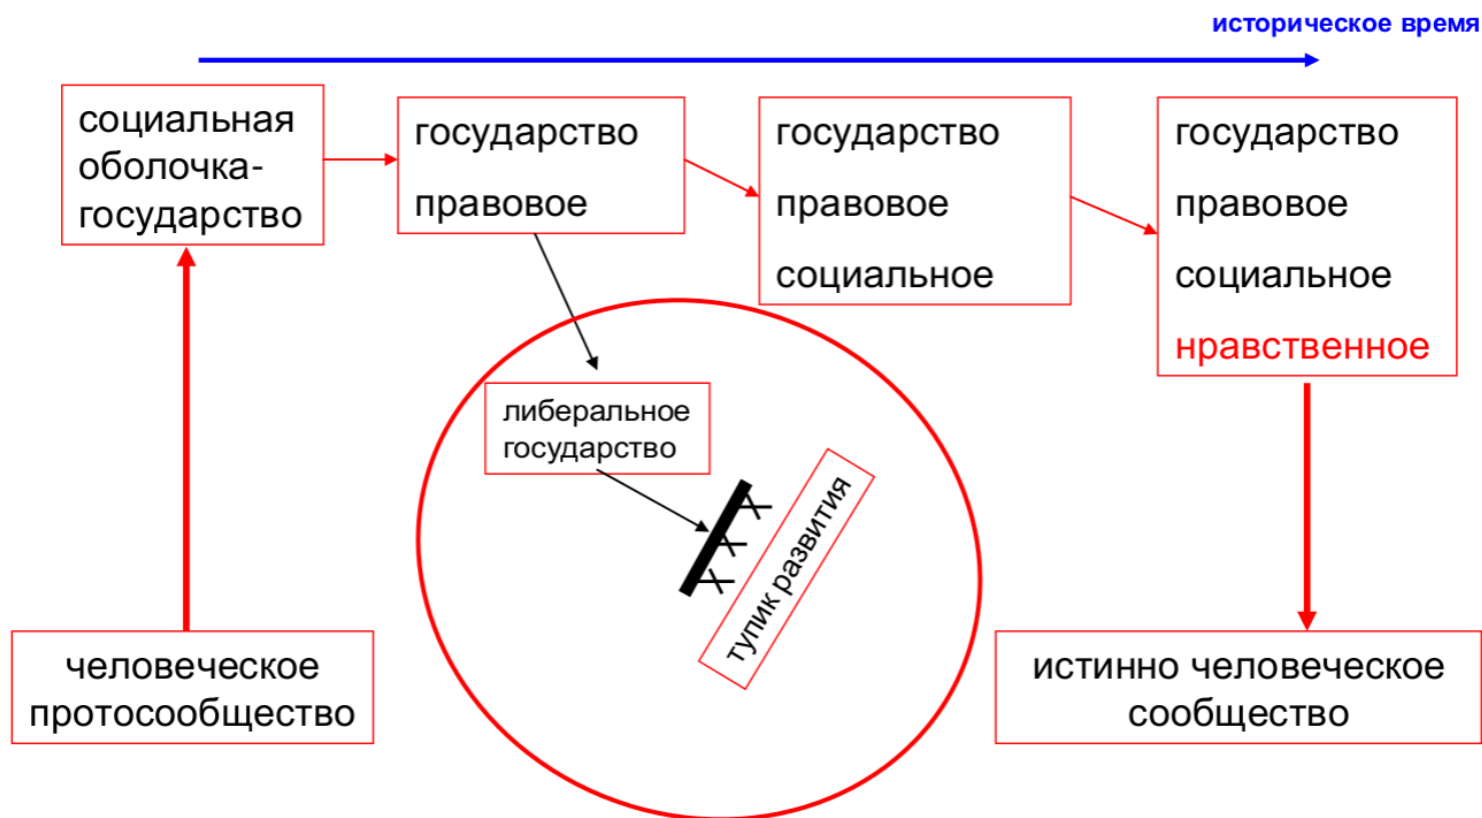 историческое время
социальная
оболочка-
государство
государство
правовое
государство
правовое
социальное
государство
правовое
социальное
нравственное
либеральное
государство
тупик развития
человеческое
протосообщество
истинно человеческое
сообщество